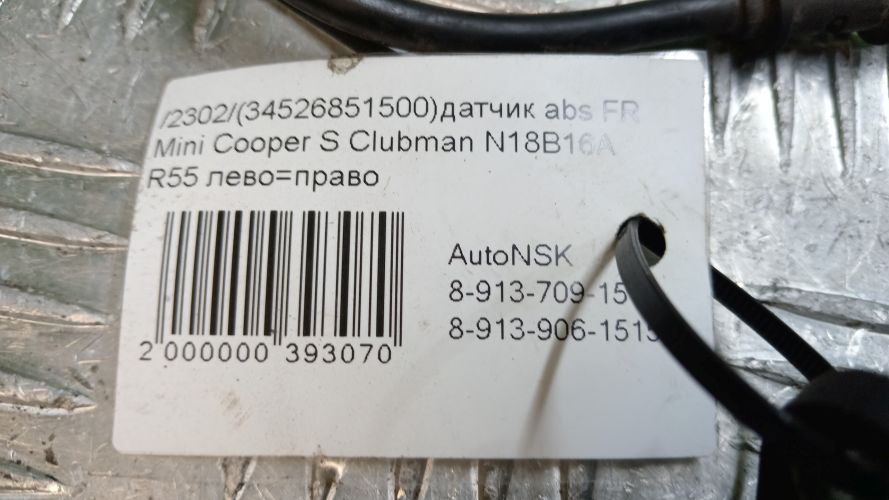 /2302/(34526851500)датчик abs FR
Mini Cooper S Clubman N18B16A
R55 лево=право
AutoNSK
8-913-709-15
8-913-906-1515
2 000000 393070